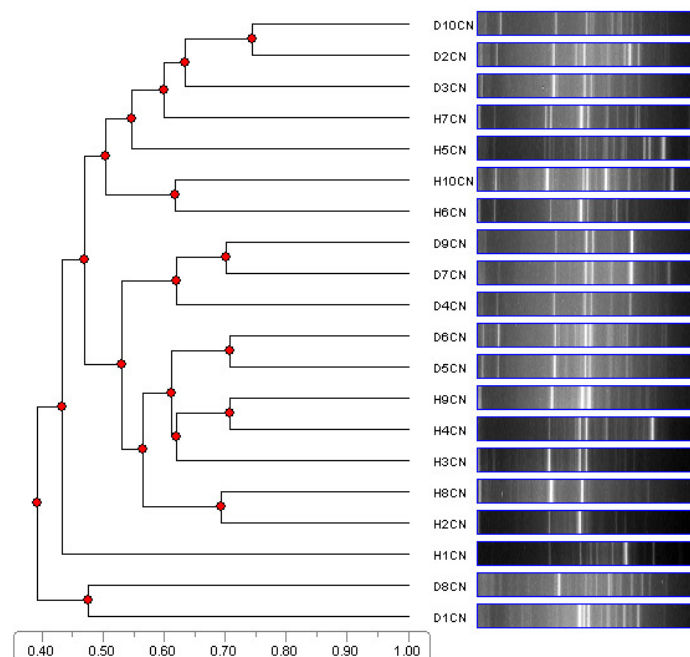 D10CN
D2CN
D3CN
H7CN
H5CN
H10CN
H6CN
D9CN
D7CN
D4CN
D6CN
D5CN
H9CN
H4CN
H3CN
H8CN
H2CN
H1CN
D8CN
D1CN
0.40 0.50 0.60 0.70 0.80 0.90 1.00